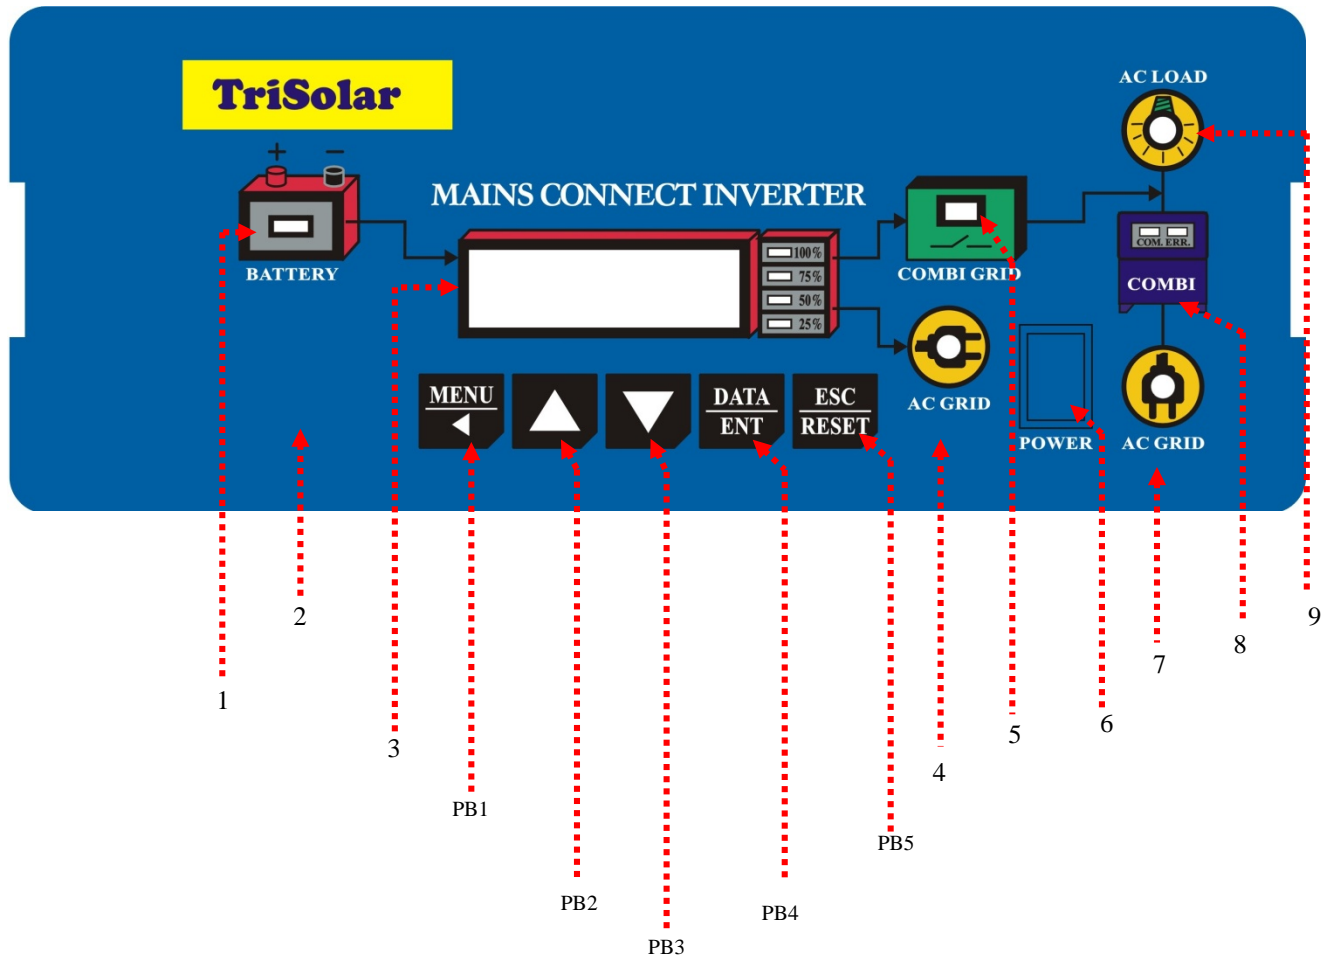 AC LOAD
TriSolar
+ −
MAINS CONNECT INVERTER
BATTERY
100%
75%
50%
25%
COMBI GRID
COM. ERR.
COMBI
MENU
DATA
ENT
ESC
RESET
AC GRID
POWER
AC GRID
1
2
3
4
5
6
7
8
9
PB1
PB2
PB3
PB4
PB5